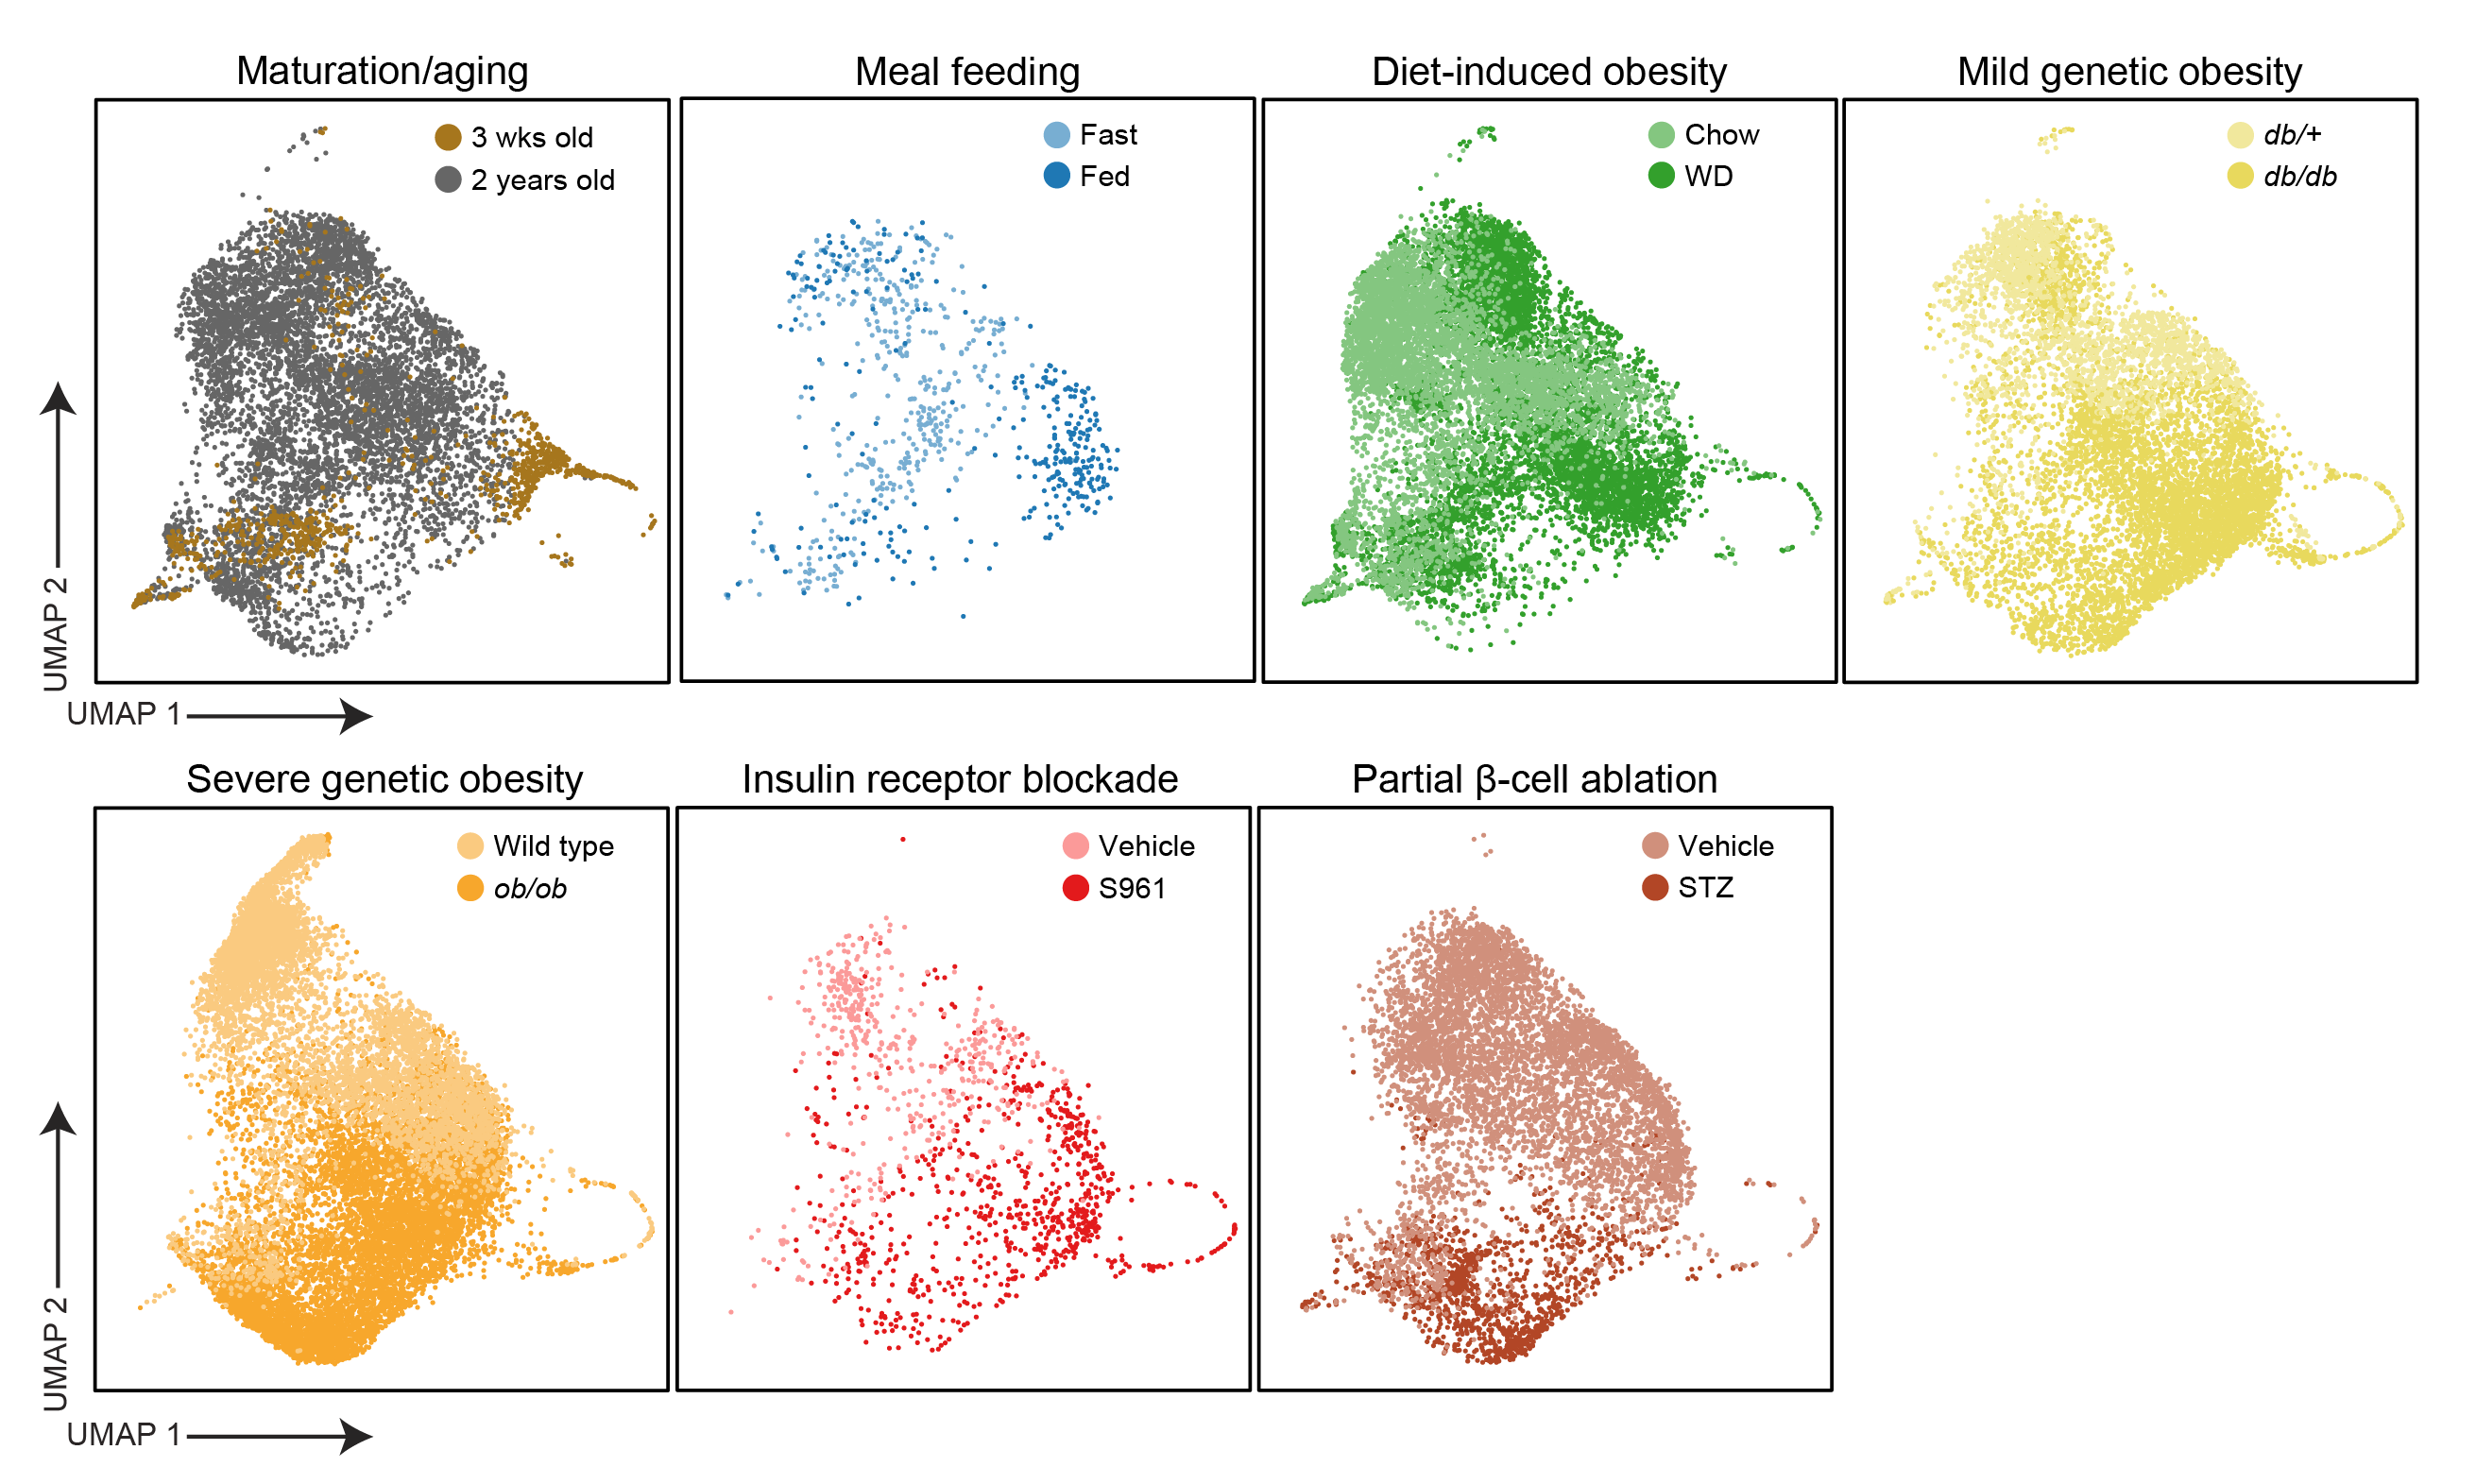 Maturation/aging
3 wks old
2 years old
Meal feeding
Fast
Fed
Diet-induced obesity
Chow
WD
Mild genetic obesity
db/+
db/db
UMAP 2
UMAP 1
Severe genetic obesity
Wild type
ob/ob
Insulin receptor blockade
Vehicle
S961
Partial β-cell ablation
Vehicle
STZ
UMAP 2
UMAP 1